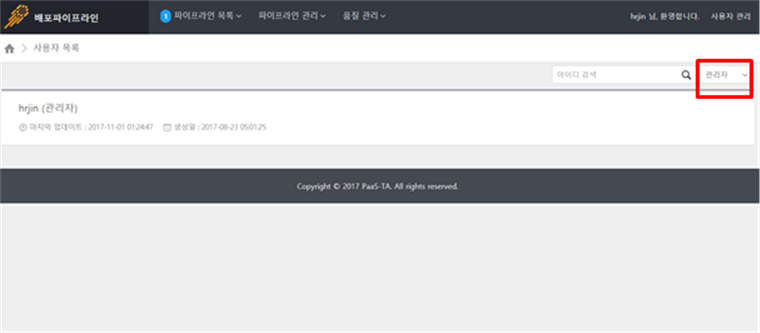 배포파이프라인
1 파이프라인 목록 파이프라인 관리 품질 관리 hrjin 님, 환영합니다. 사용자 관리
사용자 목록
아이디 검색 관리자
hrjin (관리자)
마지막 업데이트 : 2017-11-01 01:24:47 생성일 : 2017-08-23 05:01:25
Copyright © 2017 PaaS-TA. All rights reserved.